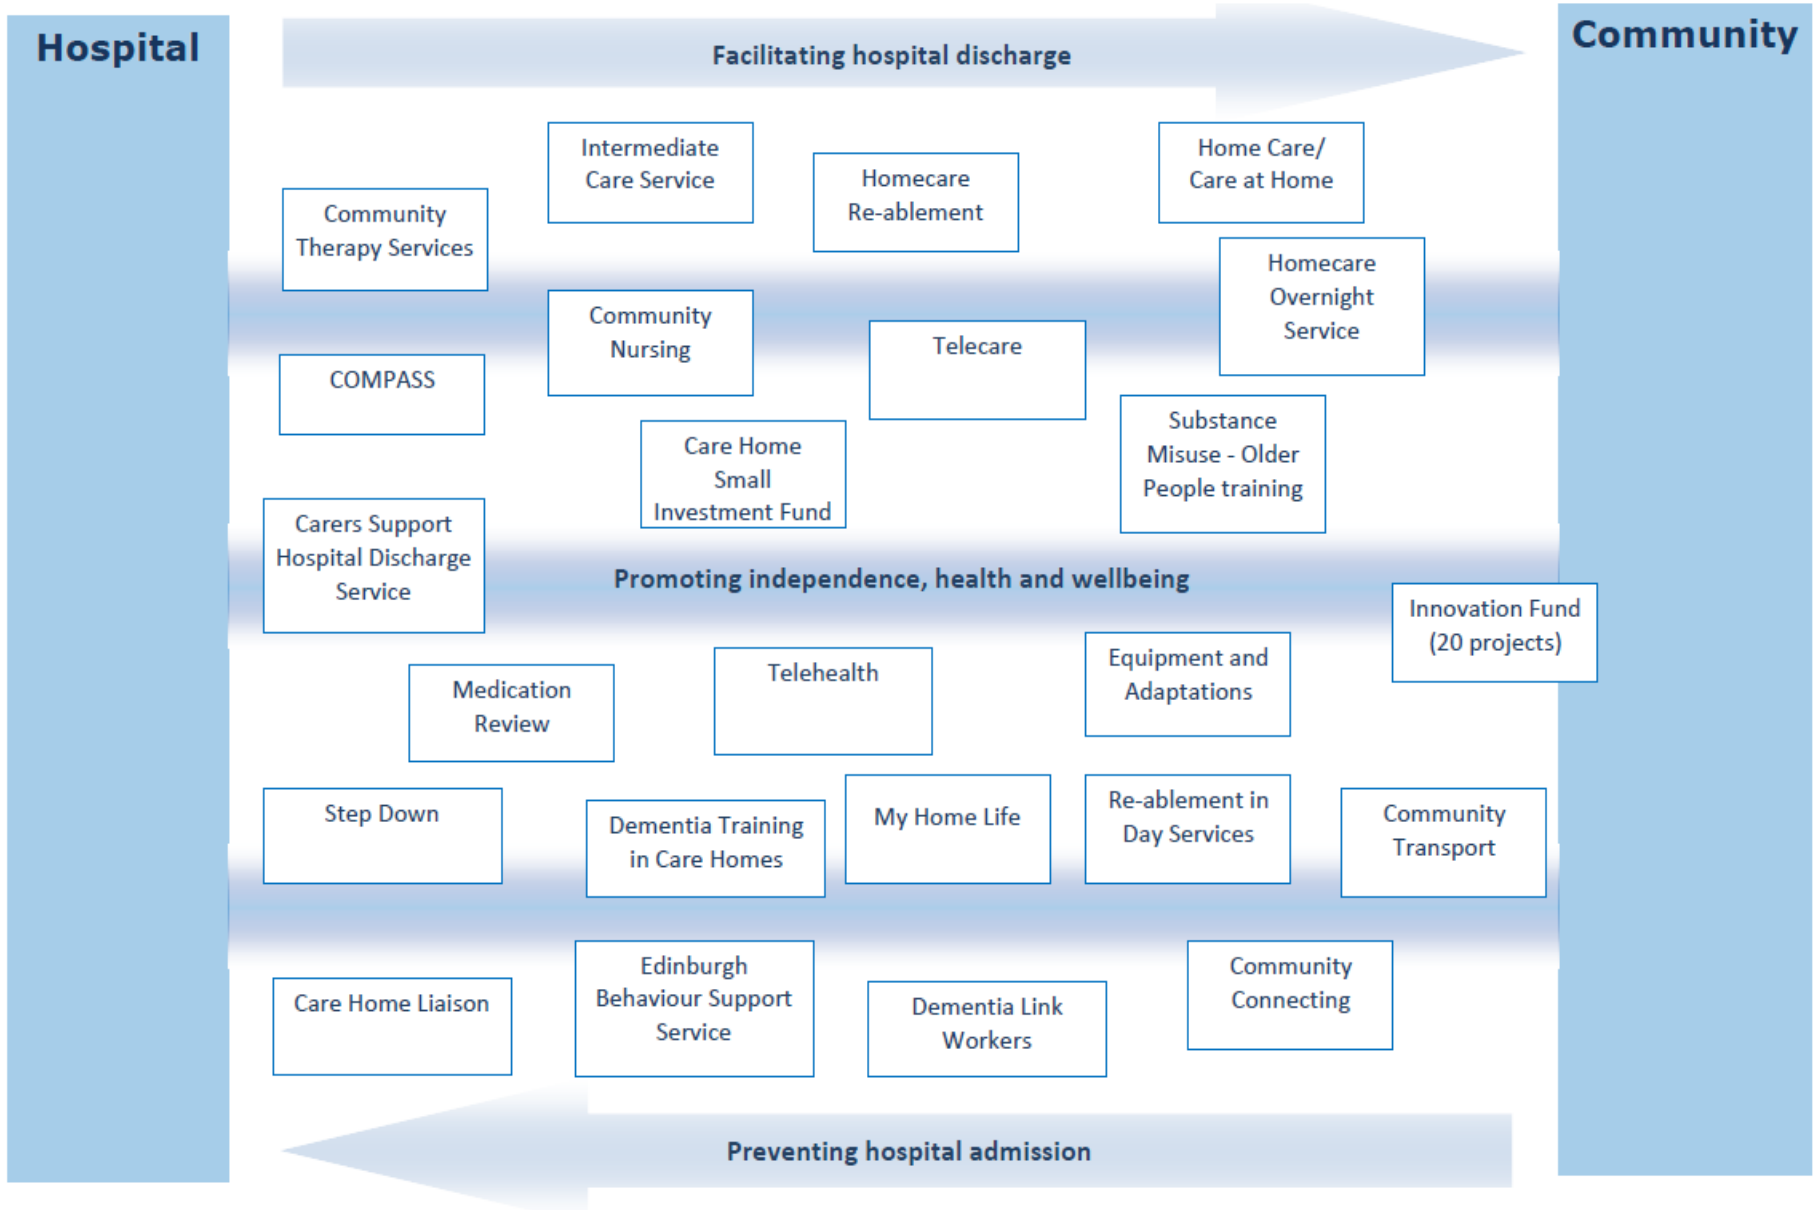 Hospital
Facilitating hospital discharge
Community
Intermediate
Care Service
Homecare
Re-ablement
Home Care/
Care at Home
Community
Therapy Services
Homecare
Overnight
Service
Community
Nursing
Telecare
COMPASS
Care Home
Small
Investment Fund
Substance
Misuse - Older
People training
Carers Support
Hospital Discharge
Service
Promoting independence, health and wellbeing
Innovation Fund
(20 projects)
Medication
Review
Telehealth
Equipment and
Adaptations
Step Down
Dementia Training
in Care Homes
My Home Life
Re-ablement in
Day Services
Community
Transport
Care Home Liaison
Edinburgh
Behaviour Support
Service
Dementia Link
Workers
Community
Connecting
Preventing hospital admission